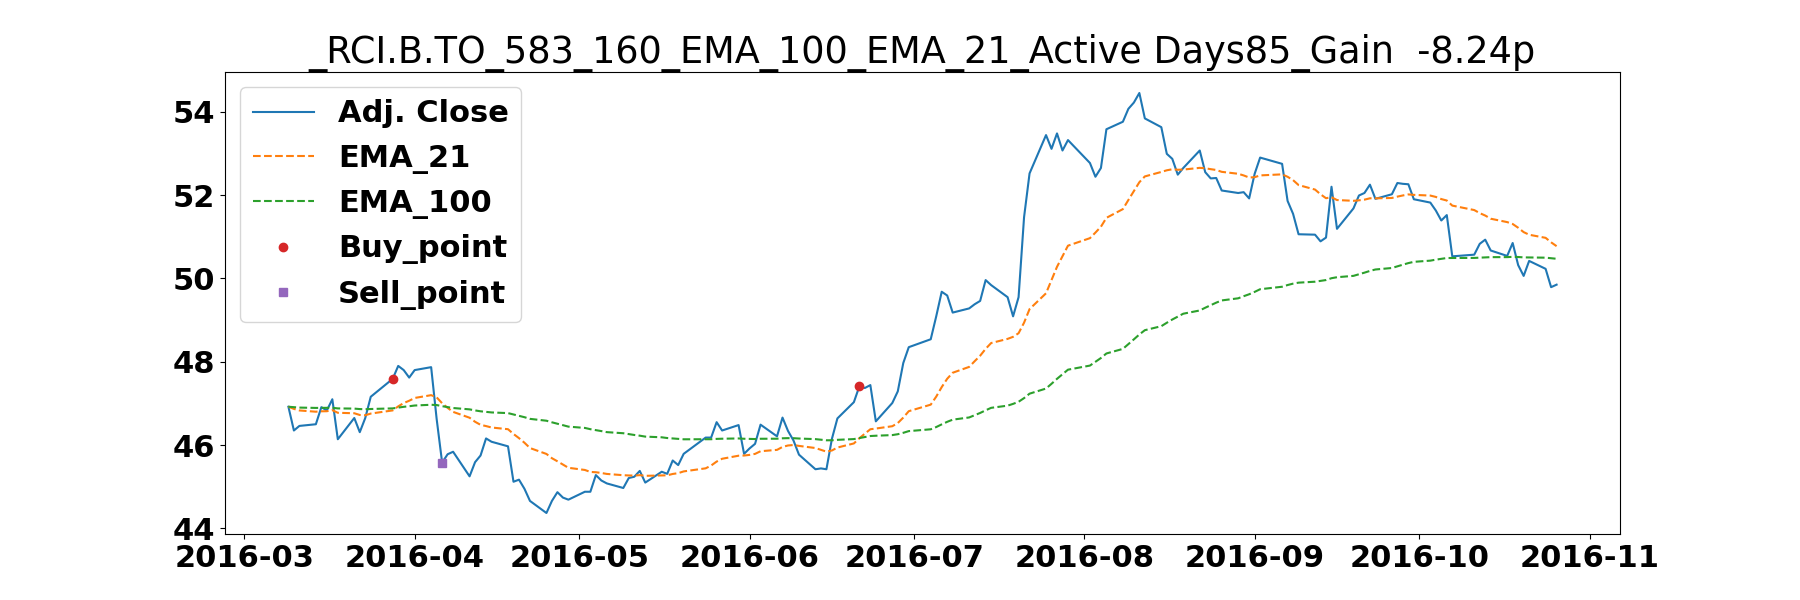 _RCI.B.TO_583_160_EMA_100_EMA_21_Active Days85_Gain  -8.24p
Adj. Close
EMA_21
EMA_100
Buy_point
Sell_point
54
52
50
48
46
44
2016-03 2016-04 2016-05 2016-06 2016-07 2016-08 2016-09 2016-10 2016-11